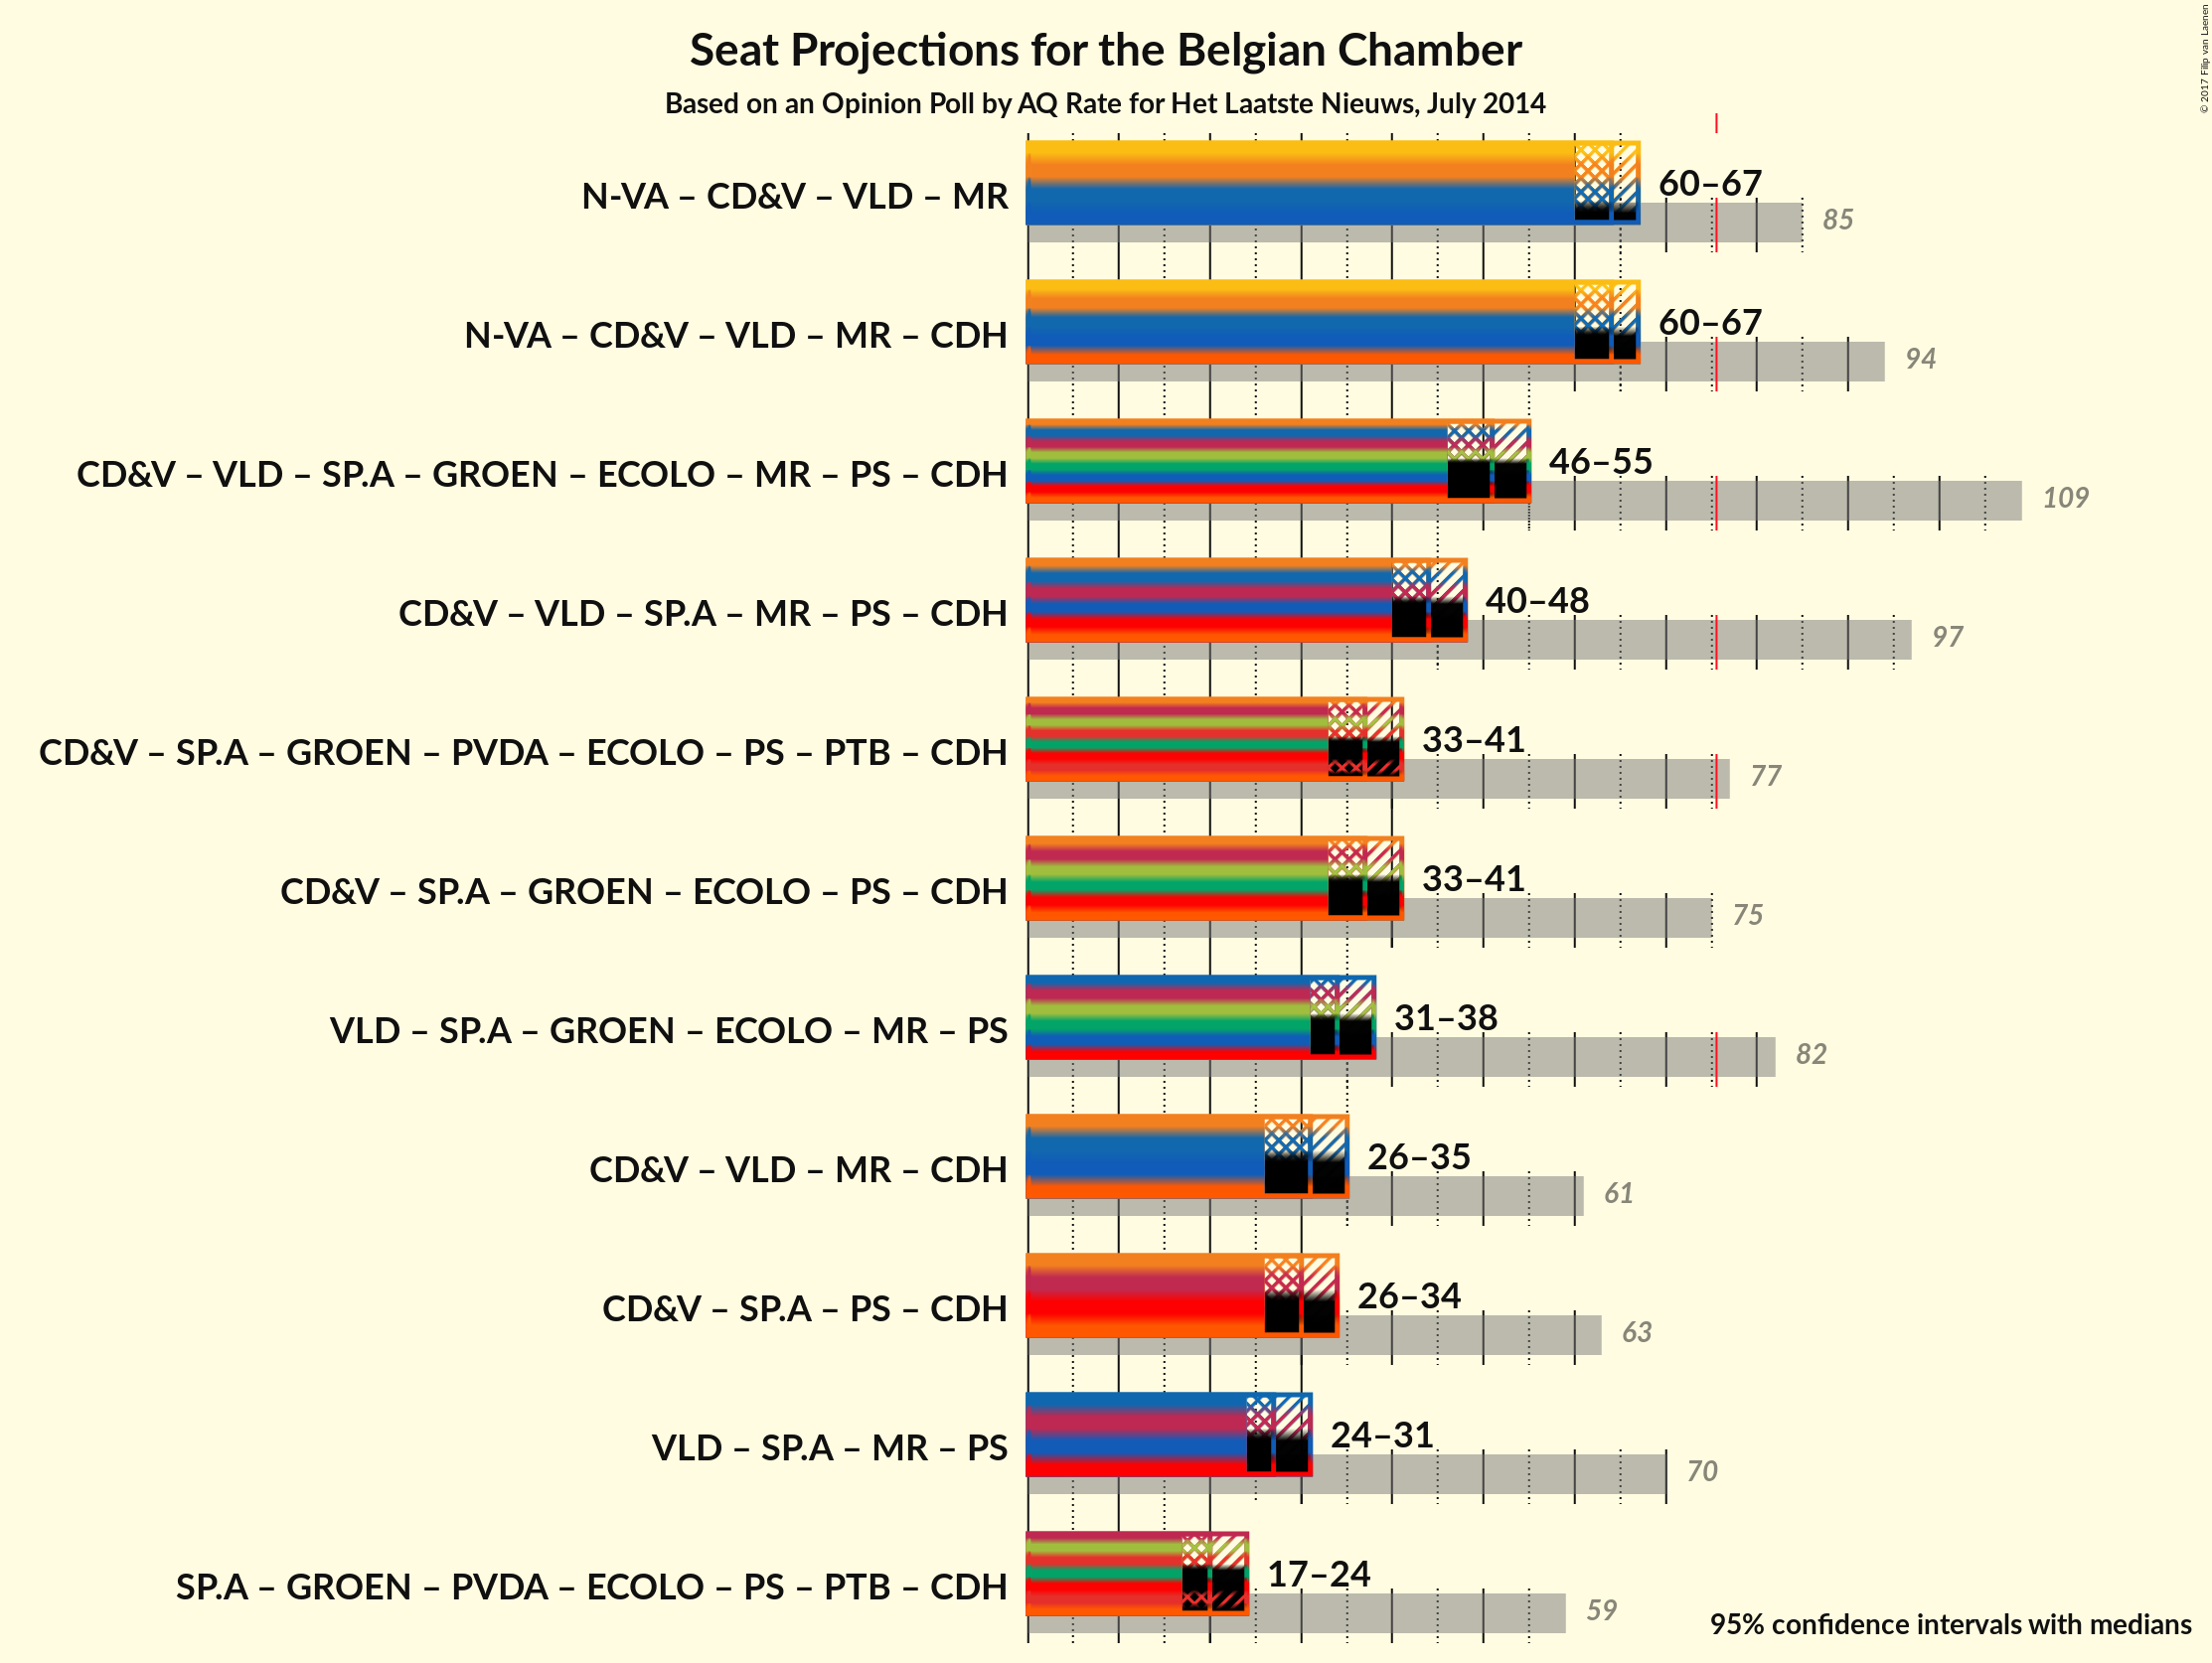 Seat Projections for the Belgian Chamber
Based on an Opinion Poll by AQ Rate for Het Laatste Nieuws, July 2014
© 2017 Filip van Laenen
N-VA – CD&V – VLD – MR
60–67
85
N-VA – CD&V – VLD – MR – CDH
60–67
94
CD&V – VLD – SP.A – GROEN – ECOLO – MR – PS – CDH
46–55
109
CD&V – VLD – SP.A – MR – PS – CDH
40–48
97
CD&V – SP.A – GROEN – PVDA – ECOLO – PS – PTB – CDH
33–41
77
CD&V – SP.A – GROEN – ECOLO – PS – CDH
33–41
75
VLD – SP.A – GROEN – ECOLO – MR – PS
31–38
82
CD&V – VLD – MR – CDH
26–35
61
CD&V – SP.A – PS – CDH
26–34
63
VLD – SP.A – MR – PS
24–31
70
SP.A – GROEN – PVDA – ECOLO – PS – PTB – CDH
17–24
59
95% confidence intervals with medians